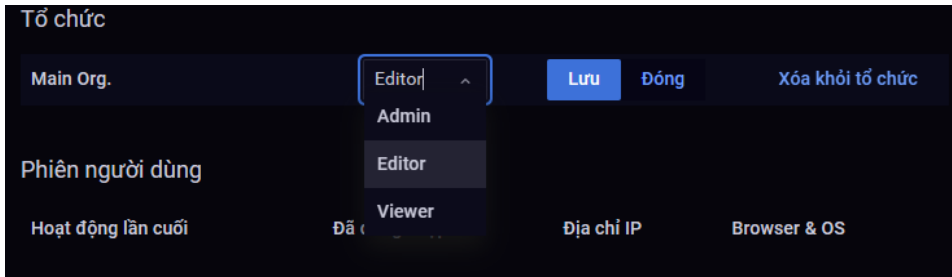 Tổ chức
Main Org. Editor Lưu Đóng Xóa khỏi tổ chức
Admin
Editor
Phiên người dùng
Viewer
Hoạt động lần cuối Đã Địa chỉ IP Browser & OS